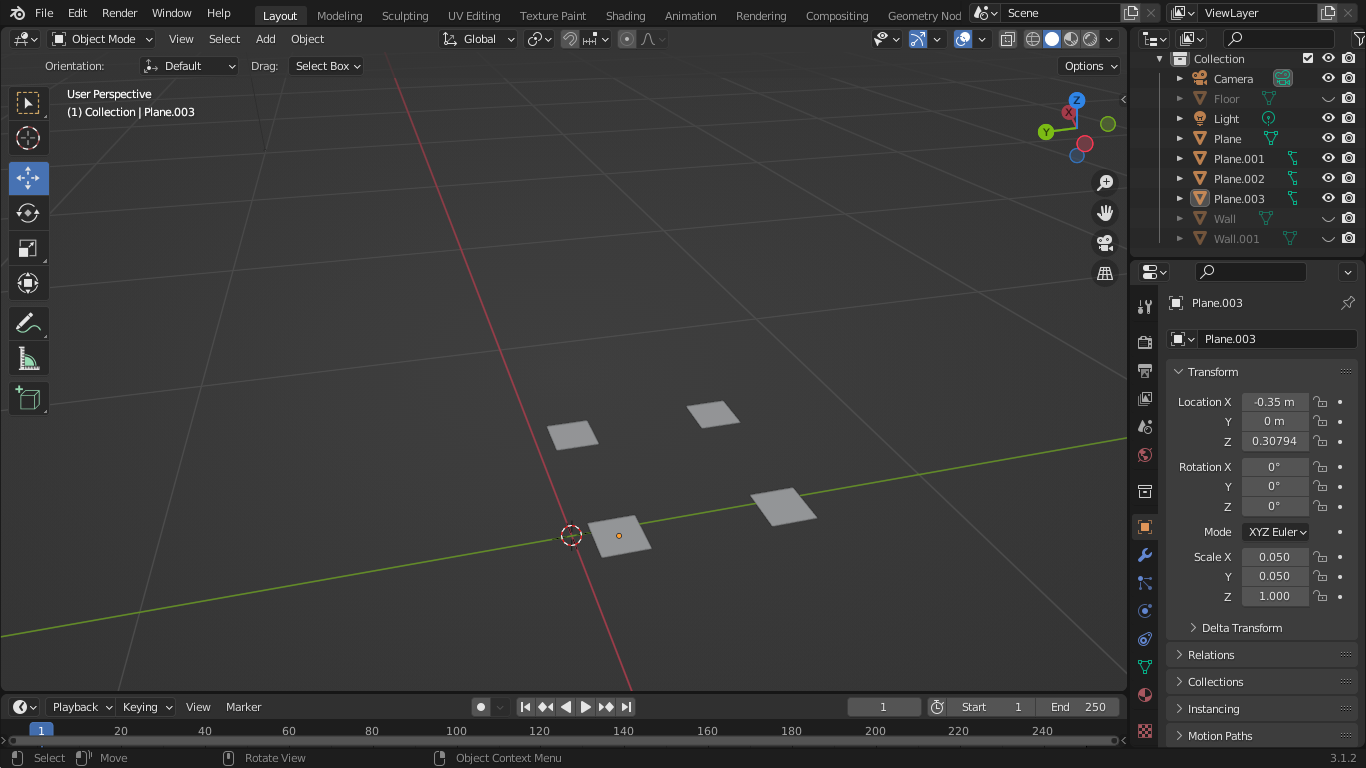 File Edit Render Window Help Layout Modeling Sculpting UV Editing Texture Paint Shading Animation Rendering Compositing Geometry Nod Scene ViewLayer
Object Mode View Select Add Object Global
Orientation: Default Drag: Select Box Options
User Perspective
(1) Collection | Plane.003
Z
X
Y
Collection
Camera
Floor
Light
Plane
Plane.001
Plane.002
Plane.003
Wall
Wall.001
Plane.003
Plane.003
Transform
Location X -0.35 m
Y 0 m
Z 0.30794
Rotation X 0°
Y 0°
Z 0°
Mode XYZ Euler
Scale X 0.050
Y 0.050
Z 1.000
Delta Transform
Relations
Collections
Instancing
Motion Paths
Playback Keying View Marker 1 Start 1 End 250
1 20 40 60 80 100 120 140 160 180 200 220 240
Select Move Rotate View Object Context Menu 3.1.2